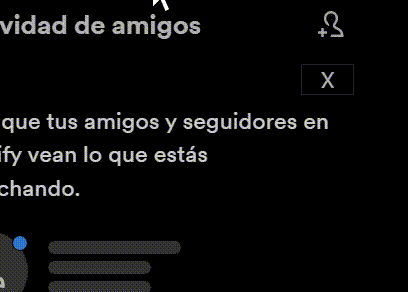 vidad de amigos
X
que tus amigos y seguidores en
ify vean lo que estás
chando.